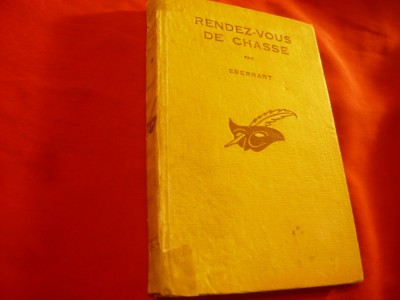 RENDEZ-VOUS
DE CHASSE
PAR
EBERHART